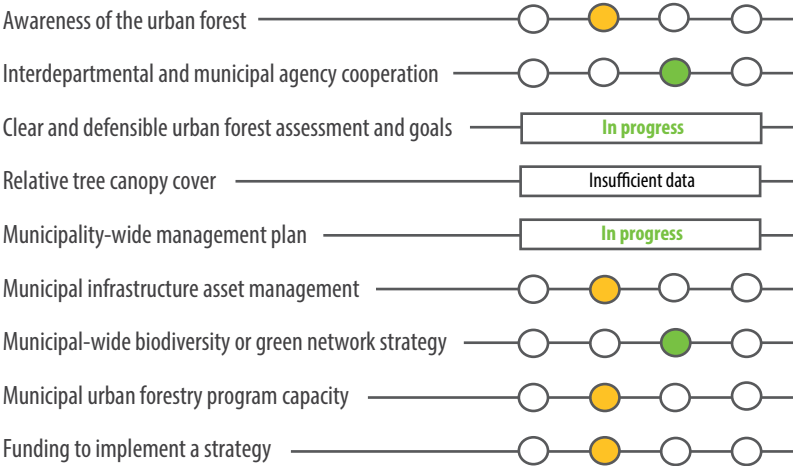 Awareness of the urban forest
Interdepartmental and municipal agency cooperation
Clear and defensible urban forest assessment and goals
In progress
Relative tree canopy cover
Insufficient data
Municipality-wide management plan
In progress
Municipal infrastructure asset management
Municipal-wide biodiversity or green network strategy
Municipal urban forestry program capacity
Funding to implement a strategy